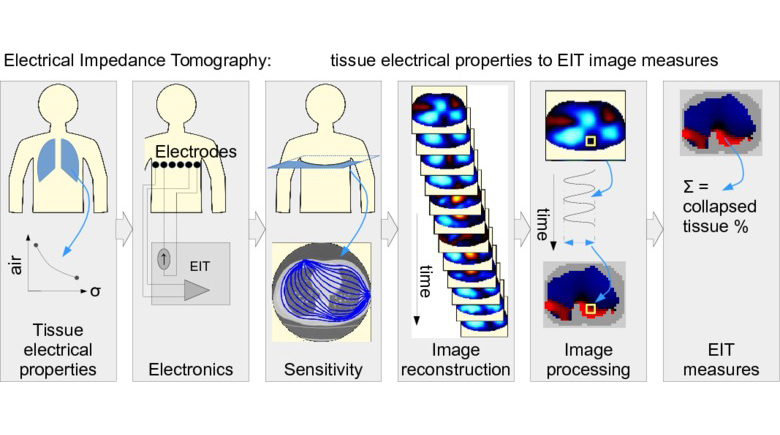 Electrical Impedance Tomography: tissue electrical properties to EIT image measures
air
σ
Tissue
electrical
properties
Electrodes
EIT
Electronics
Sensitivity
time
Image
reconstruction
time
Image
processing
Σ =
collapsed
tissue %
EIT
measures